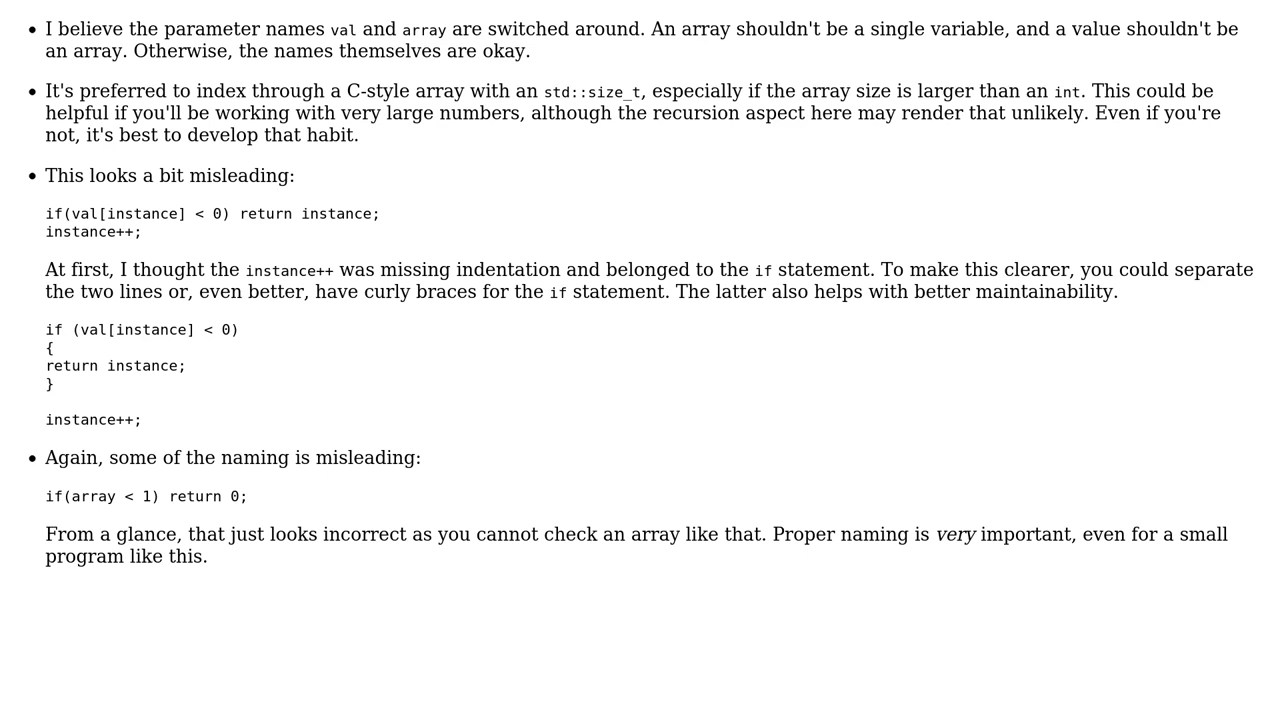 • I believe the parameter names val and array are switched around. An array shouldn't be a single variable, and a value shouldn't be
an array. Otherwise, the names themselves are okay.
• It's preferred to index through a C-style array with an std::size_t, especially if the array size is larger than an int. This could be
helpful if you'll be working with very large numbers, although the recursion aspect here may render that unlikely. Even if you're
not, it's best to develop that habit.
• This looks a bit misleading:
if(val[instance] < 0) return instance;
instance++;
At first, I thought the instance++ was missing indentation and belonged to the if statement. To make this clearer, you could separate
the two lines or, even better, have curly braces for the if statement. The latter also helps with better maintainability.
if (val[instance] < 0)
{
return instance;
}
instance++;
• Again, some of the naming is misleading:
if(array < 1) return 0;
From a glance, that just looks incorrect as you cannot check an array like that. Proper naming is very important, even for a small
program like this.